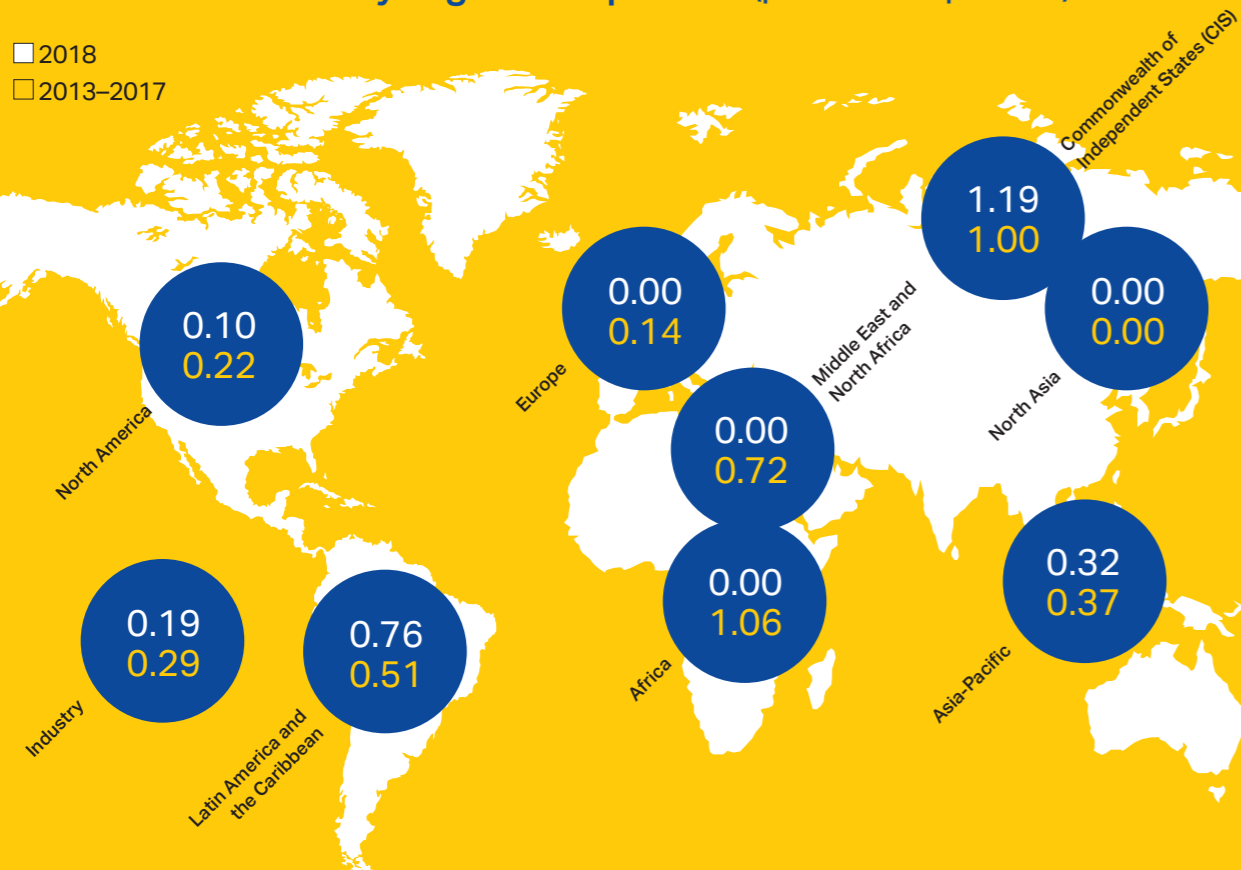 2018
2013–2017
Commonwealth of
Independent States (CIS)
1.19
1.00
0.00
0.14
Europe
0.00
0.00
North Asia
0.10
0.22
North America
Middle East and
North Africa
0.00
0.72
0.00
1.06
Africa
0.32
0.37
Asia-Pacific
0.19
0.29
Industry
0.76
0.51
Latin America and
the Caribbean